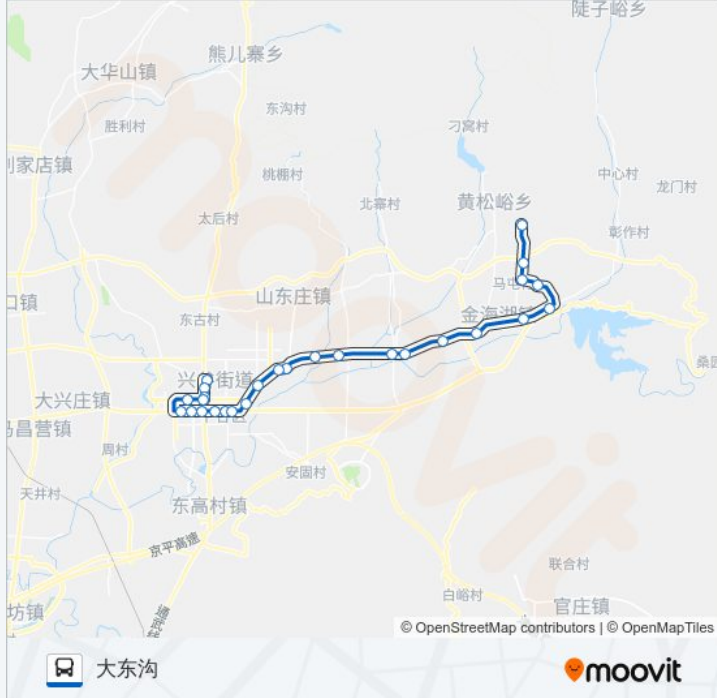 陡子峪乡
熊儿寨乡
大华山镇
东沟村
胜利村
刁窝村
刘家店镇
桃棚村
中心村
龙门村
北寨村
黄松峪乡
太后村
彰作村
山东庄镇
口镇
金海湖镇
东古村
兴谷街道
大兴庄镇
马昌营镇
周村
安固村
天井村
东高村镇
京平高速
联合村
白峪村
官庄镇
坊镇
通武线
moovit
© OpenStreetMap contributors | © OpenMapTiles
大东沟
moovit